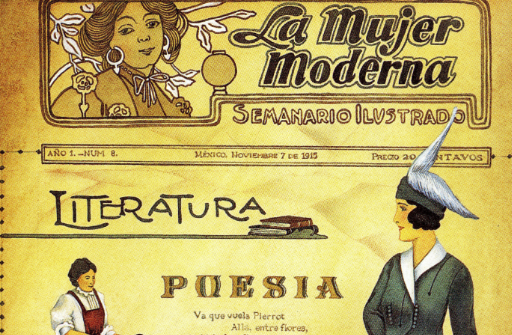 La Mujer
Moderna
SEMANARIO ILUSTRADO
AÑO 1. -NUM 8. MÉXICO, NOVIEMBRE 7 DE 1915 PRECIO 20 CENTAVOS
LITERATURA
POESIA
Va que vuela Pierrot
Allá, entre flores,